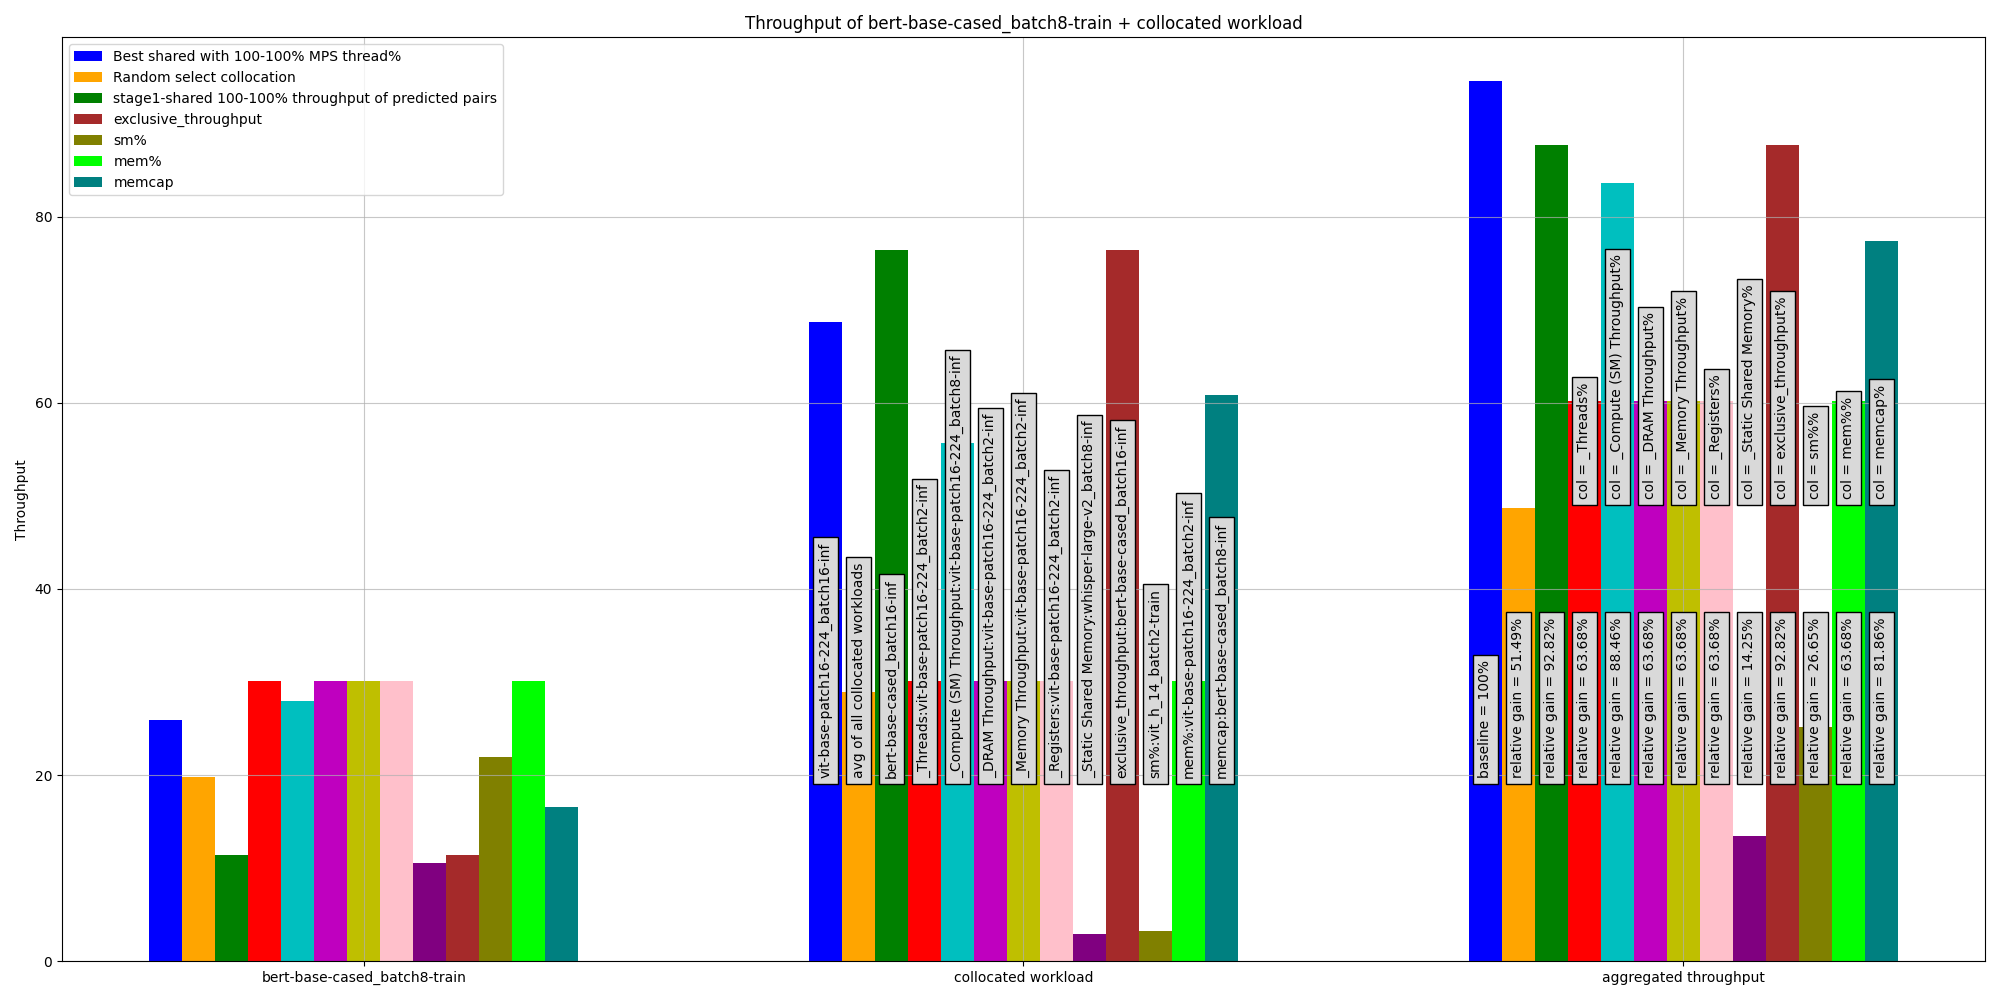 Throughput of bert-base-cased_batch8-train + collocated workload
Best shared with 100-100% MPS thread%
Random select collocation
stage1-shared 100-100% throughput of predicted pairs
exclusive_throughput
sm%
mem%
memcap
Throughput
80
60
40
20
0
vit-base-patch16-224_batch16-inf
avg of all collocated workloads
bert-base-cased_batch16-inf
_Threads:vit-base-patch16-224_batch2-inf
_Compute (SM) Throughput:vit-base-patch16-224_batch8-inf
_DRAM Throughput:vit-base-patch16-224_batch2-inf
_Memory Throughput:vit-base-patch16-224_batch2-inf
_Registers:vit-base-patch16-224_batch2-inf
_Static Shared Memory:whisper-large-v2_batch8-inf
exclusive_throughput:bert-base-cased_batch16-inf
sm%:vit_h_14_batch2-train
mem%:vit-base-patch16-224_batch2-inf
memcap:bert-base-cased_batch8-inf
col = _Threads%
col = _Compute (SM) Throughput%
col = _DRAM Throughput%
col = _Memory Throughput%
col = _Registers%
col = _Static Shared Memory%
col = exclusive_throughput%
col = sm%%
col = mem%%
col = memcap%
baseline = 100%
relative gain = 51.49%
relative gain = 92.82%
relative gain = 63.68%
relative gain = 88.46%
relative gain = 63.68%
relative gain = 63.68%
relative gain = 63.68%
relative gain = 14.25%
relative gain = 92.82%
relative gain = 26.65%
relative gain = 63.68%
relative gain = 81.86%
bert-base-cased_batch8-train
collocated workload
aggregated throughput